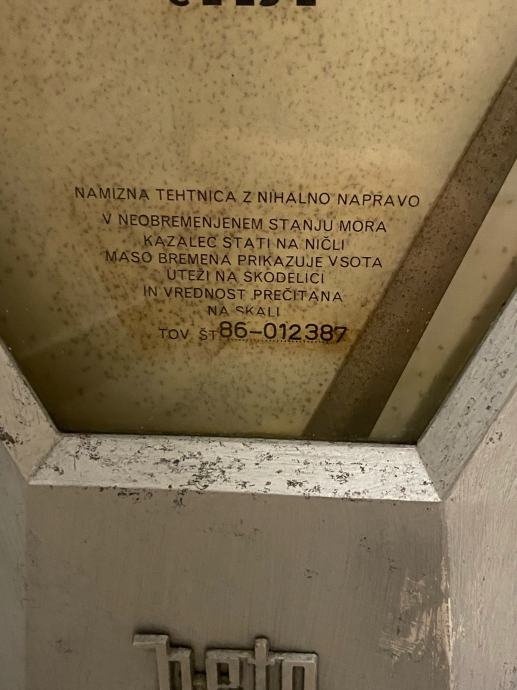 NAMIZNA TEHTNICA Z NIHALNO NAPRAVO
V NEOBREMENJENEM STANJU MORA
KAZALEC STATI NA NIČLI
MASO BREMENA PRIKAZUJE VSOTA
UTEŽI NA SKODELICI
IN VREDNOST PREČITANA
NA SKALI
TOV ŠT 86-012387